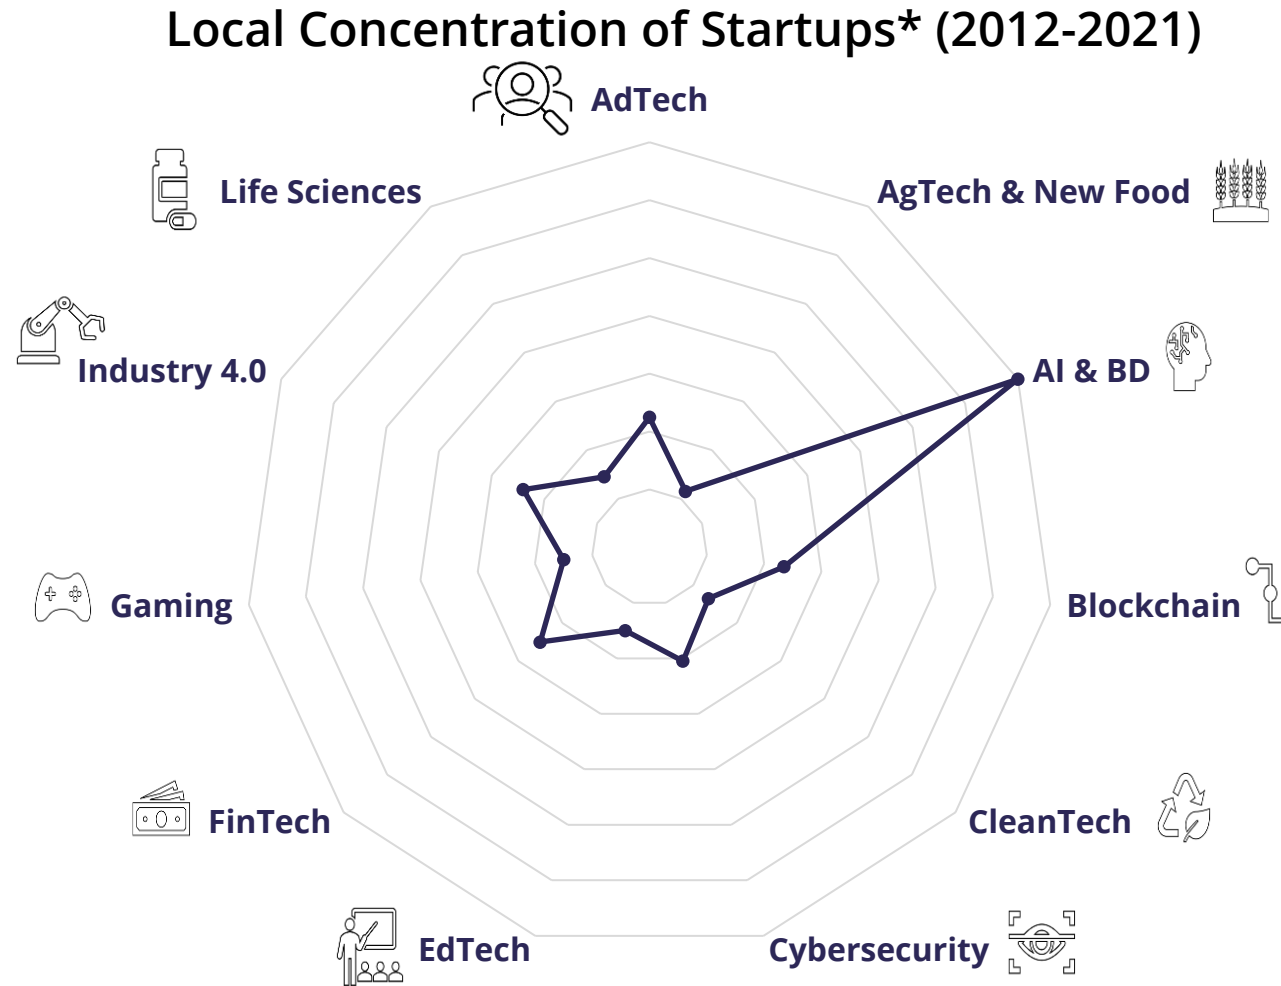 Local Concentration of Startups* (2012-2021)
AdTech
Life Sciences
AgTech & New Food
Industry 4.0
AI & BD
Gaming
Blockchain
FinTech
CleanTech
EdTech
Cybersecurity